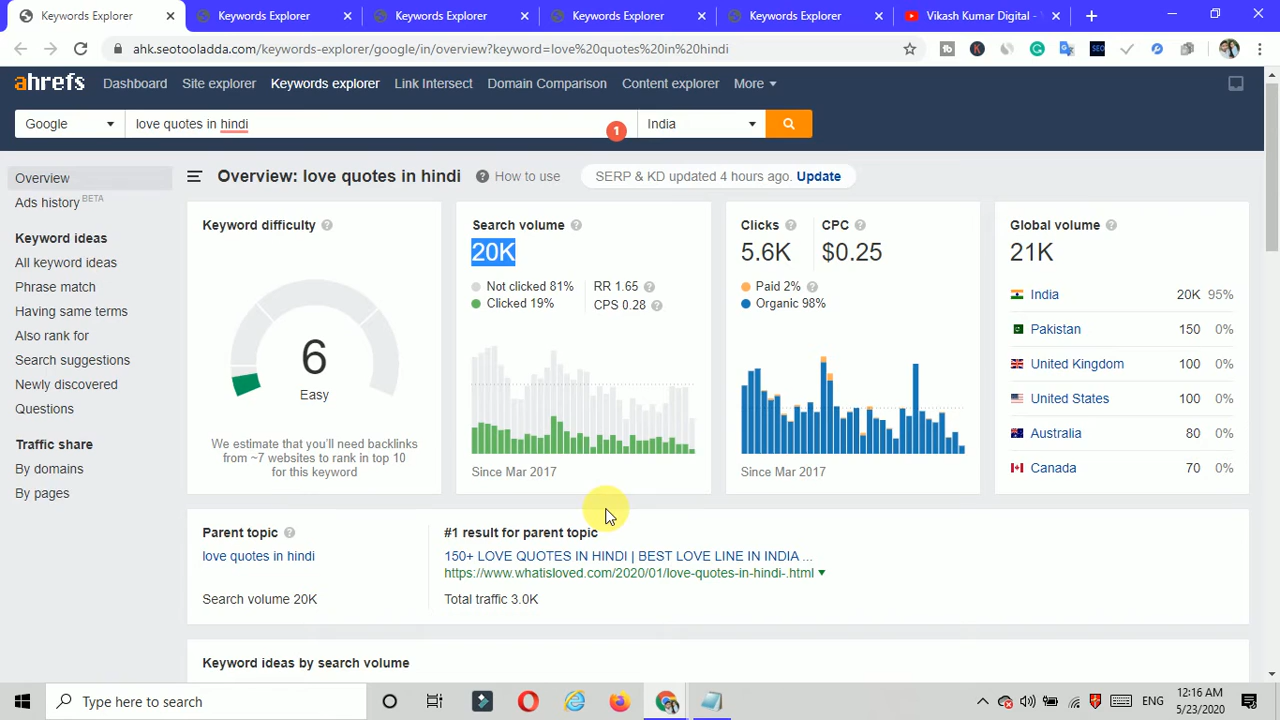 Keywords Explorer
Keywords Explorer
Keywords Explorer
Keywords Explorer
Keywords Explorer
Vikash Kumar Digital -
ahk.seotooladda.com/keywords-explorer/google/in/overview?keyword=love%20quotes%20in%20hindi
ahrefs
Dashboard
Site explorer
Keywords explorer
Link Intersect
Domain Comparison
Content explorer
More
Google
love quotes in hindi
1
India
Overview
Ads history BETA
Keyword ideas
All keyword ideas
Phrase match
Having same terms
Also rank for
Search suggestions
Newly discovered
Questions
Traffic share
By domains
By pages
Overview: love quotes in hindi
How to use
SERP & KD updated 4 hours ago. Update
Keyword difficulty
6
Easy
We estimate that you'll need backlinks
from ~7 websites to rank in top 10
for this keyword
Search volume
20K
Not clicked 81%
Clicked 19%
RR 1.65
CPS 0.28
Since Mar 2017
Clicks
5.6K
CPC
$0.25
Paid 2%
Organic 98%
Since Mar 2017
Global volume
21K
India 20K 95%
Pakistan 150 0%
United Kingdom 100 0%
United States 100 0%
Australia 80 0%
Canada 70 0%
Parent topic
love quotes in hindi
Search volume 20K
#1 result for parent topic
150+ LOVE QUOTES IN HINDI | BEST LOVE LINE IN INDIA ...
https://www.whatisloved.com/2020/01/love-quotes-in-hindi-.html
Total traffic 3.0K
Keyword ideas by search volume
Type here to search
ENG
12:16 AM
5/23/2020